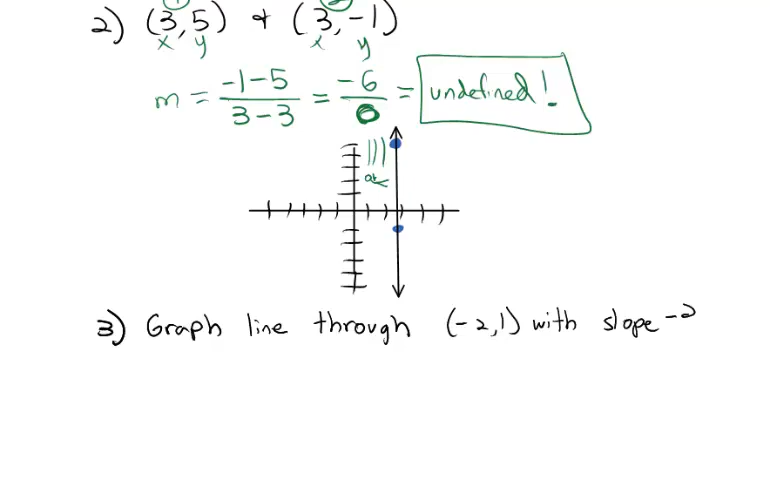 2) (3,5) & (3,-1)
x y x y
m = -1-5 / 3-3 = -6 / 0 = undefined!
3) Graph line through (-2,1) with slope -2